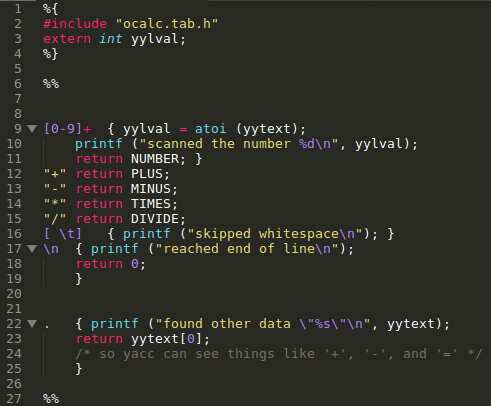 1 %{
2 #include "ocalc.tab.h"
3 extern int yylval;
4 %}
5
6 %%
7
8
9 [0-9]+  { yylval = atoi (yytext);
10     printf ("scanned the number %d\n", yylval);
11     return NUMBER; }
12 "+" return PLUS;
13 "-" return MINUS;
14 "*" return TIMES;
15 "/" return DIVIDE;
16 [ \t]   { printf ("skipped whitespace\n"); }
17 \n  { printf ("reached end of line\n");
18     return 0;
19     }
20
21
22 .   { printf ("found other data \"%s\"\n", yytext);
23     return yytext[0];
24     /* so yacc can see things like '+', '-', and '=' */
25     }
26
27 %%